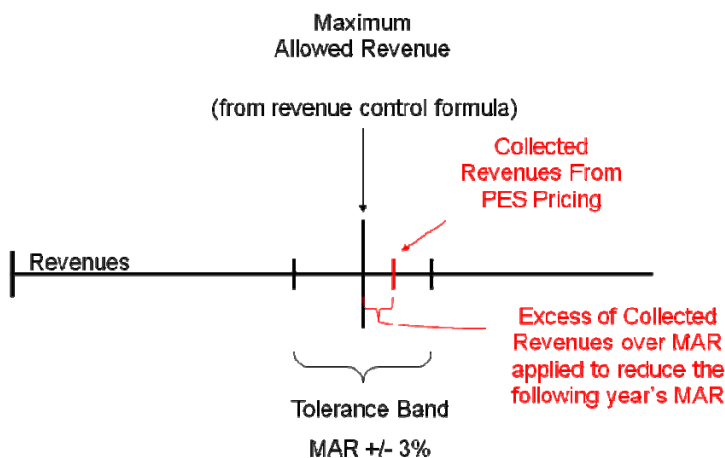 Maximum
Allowed Revenue
(from revenue control formula)
Collected
Revenues From
PES Pricing
Revenues
Excess of Collected
Revenues over MAR
applied to reduce the
following year's MAR
Tolerance Band
MAR +/- 3%